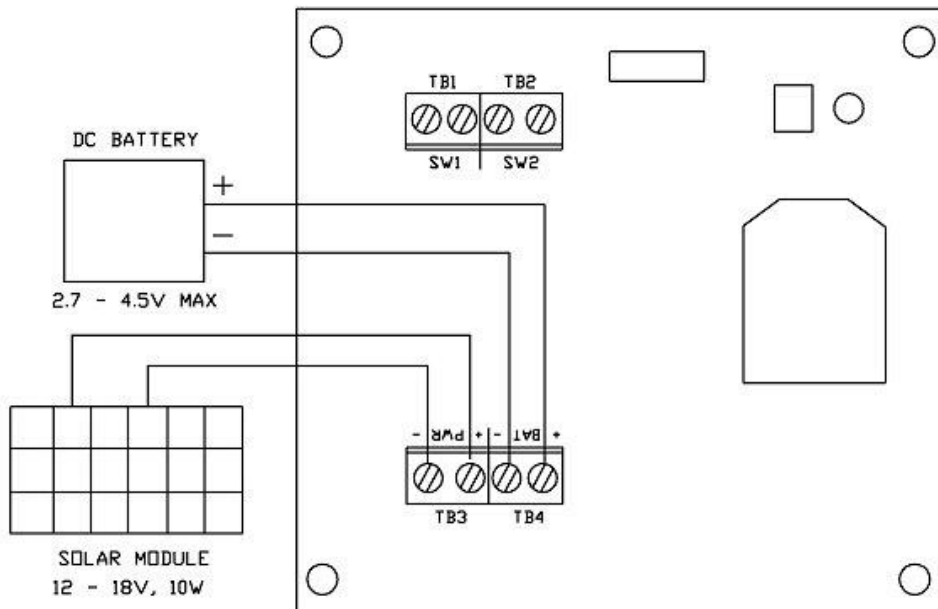 TB1 TB2
SW1 SW2
DC BATTERY
+
−
2.7 - 4.5V MAX
- PWR + - BAT +
TB3 TB4
SOLAR MODULE
12 - 18V, 10W